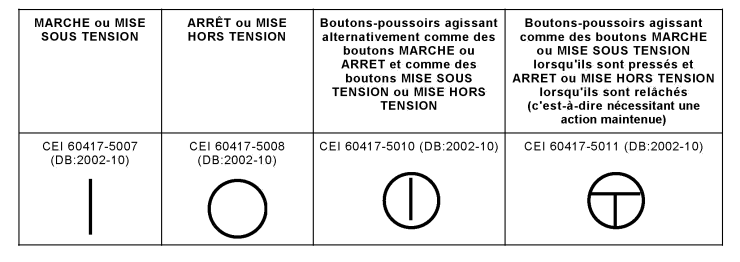 MARCHE ou MISE
SOUS TENSION
ARRÊT ou MISE
HORS TENSION
Boutons-poussoirs agissant
alternativement comme des
boutons MARCHE ou
ARRET et comme des
boutons MISE SOUS
TENSION ou MISE HORS
TENSION
Boutons-poussoirs agissant
comme des boutons MARCHE
ou MISE SOUS TENSION
lorsqu'ils sont pressés et
ARRET ou MISE HORS TENSION
lorsqu'ils sont relâchés
(c'est-à-dire nécessitant une
action maintenue)
CEI 60417-5007
(DB:2002-10)
CEI 60417-5008
(DB:2002-10)
CEI 60417-5010 (DB:2002-10)
CEI 60417-5011 (DB:2002-10)